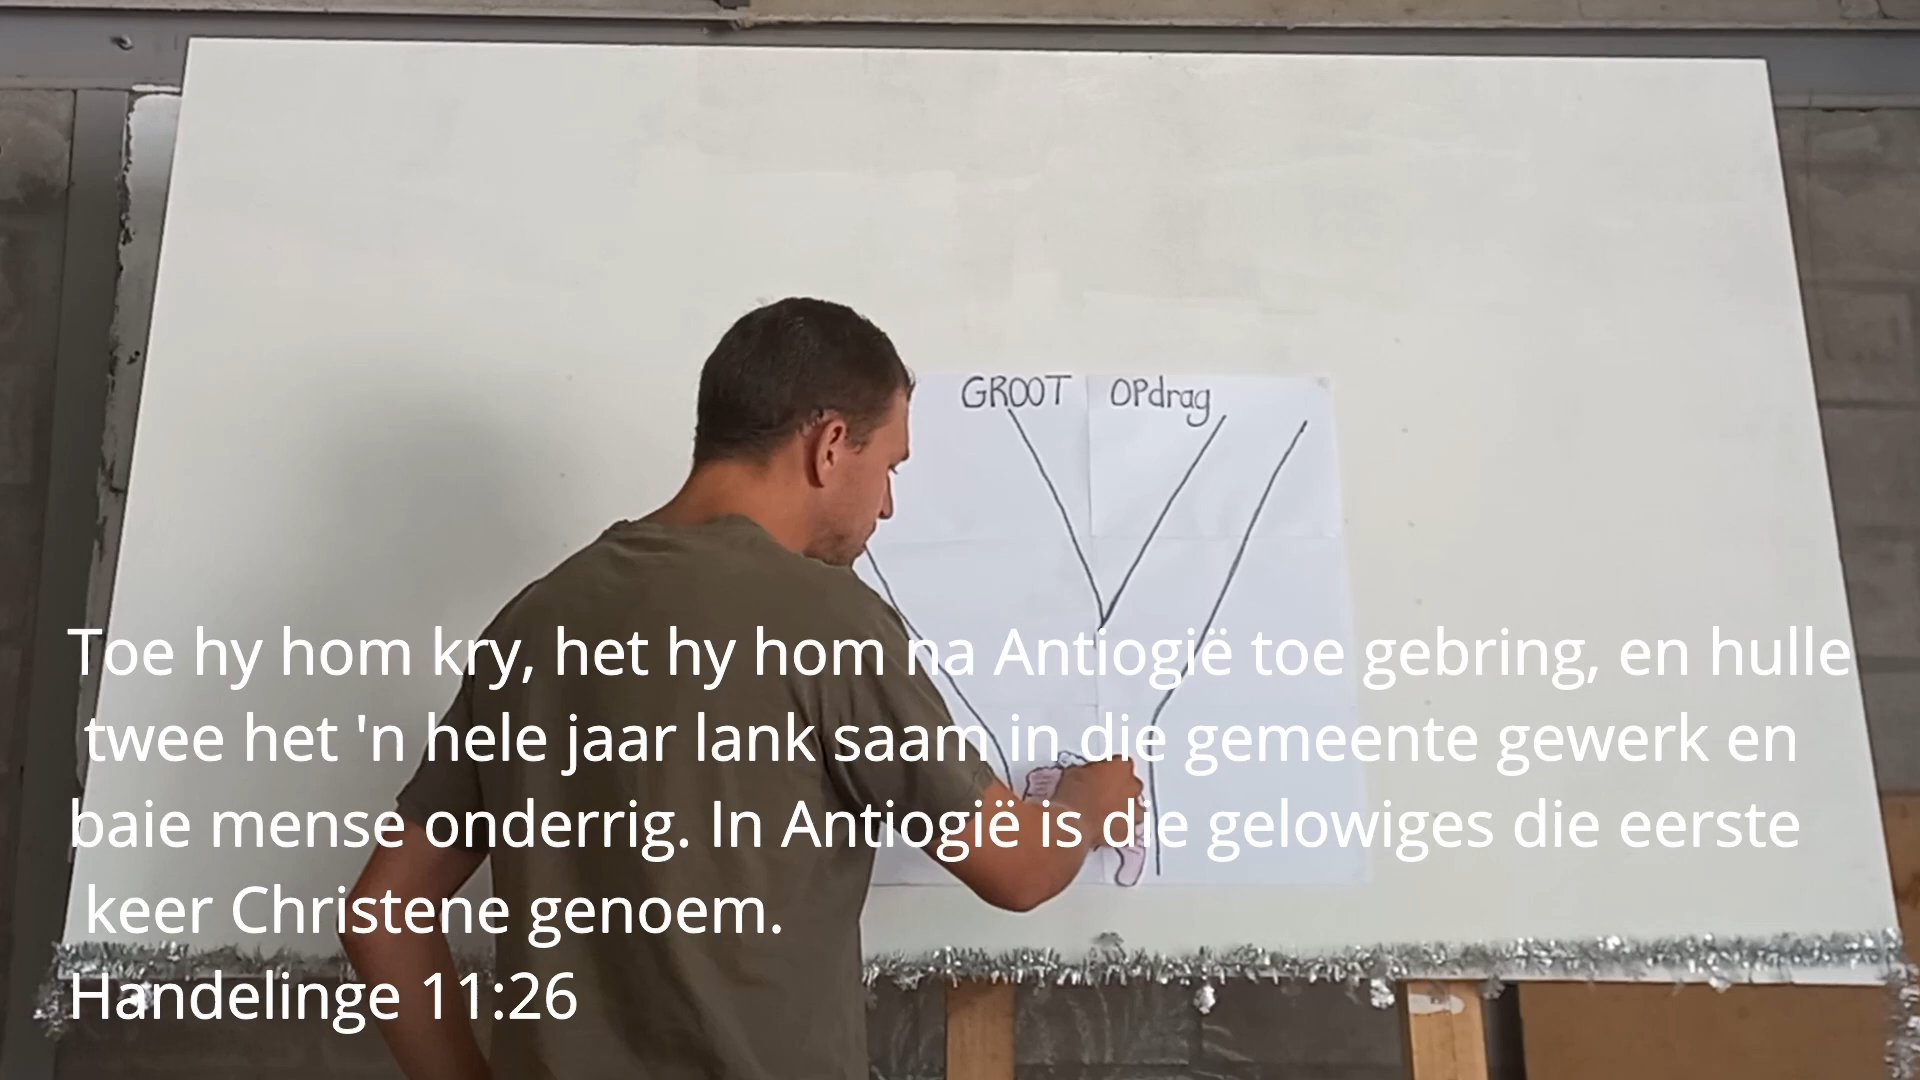 GROOT OPdrag
Toe hy hom kry, het hy hom na Antiogië toe gebring, en hulle
twee het 'n hele jaar lank saam in die gemeente gewerk en
baie mense onderrig. In Antiogië is die gelowiges die eerste
keer Christene genoem.
Handelinge 11:26